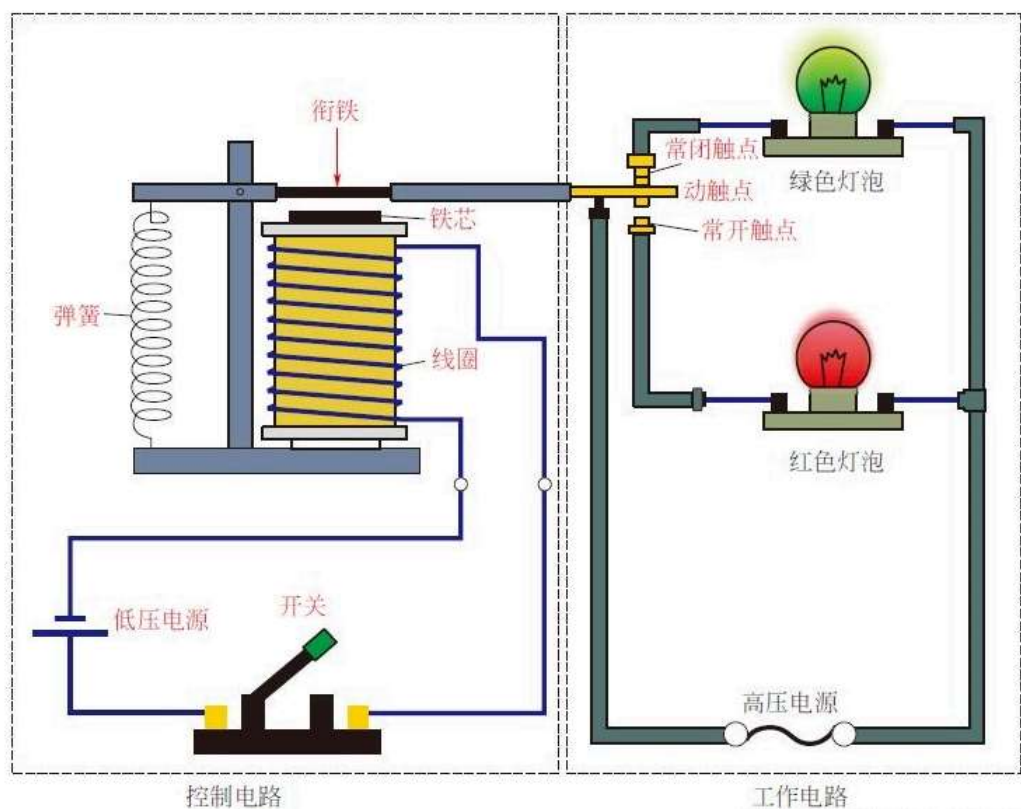 衔铁
常闭触点
绿色灯泡
动触点
铁芯
常开触点
弹簧
线圈
红色灯泡
低压电源
开关
高压电源
控制电路
工作电路